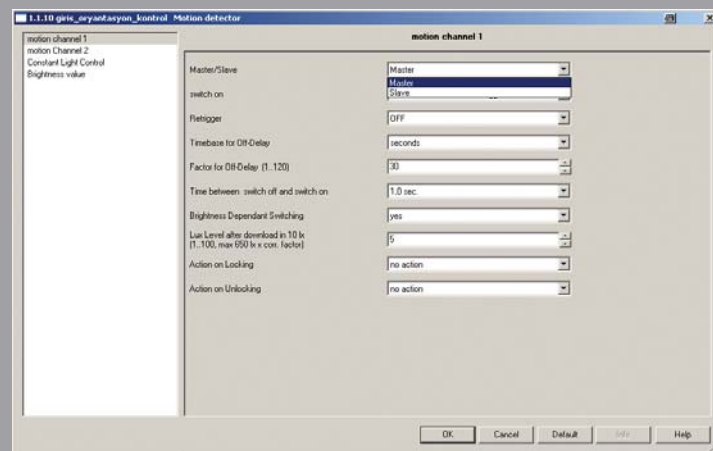 1.1.10 giris_oryantasyon_kontrol Motion detector
motion channel 1
motion Channel 2
Constant Light Control
Brightness value
motion channel 1
Master/Slave
Master
Master
Slave
switch on
Retrigger
OFF
Timebase for Off-Delay
seconds
Factor for Off-Delay (1..120)
30
Time between switch off and switch on
1.0 sec.
Brightness Dependant Switching
yes
Lux Level after download in 10 lx
(1..100, max 650 lx x corr. factor)
5
Action on Locking
no action
Action on Unlocking
no action
OK
Cancel
Default
Info
Help